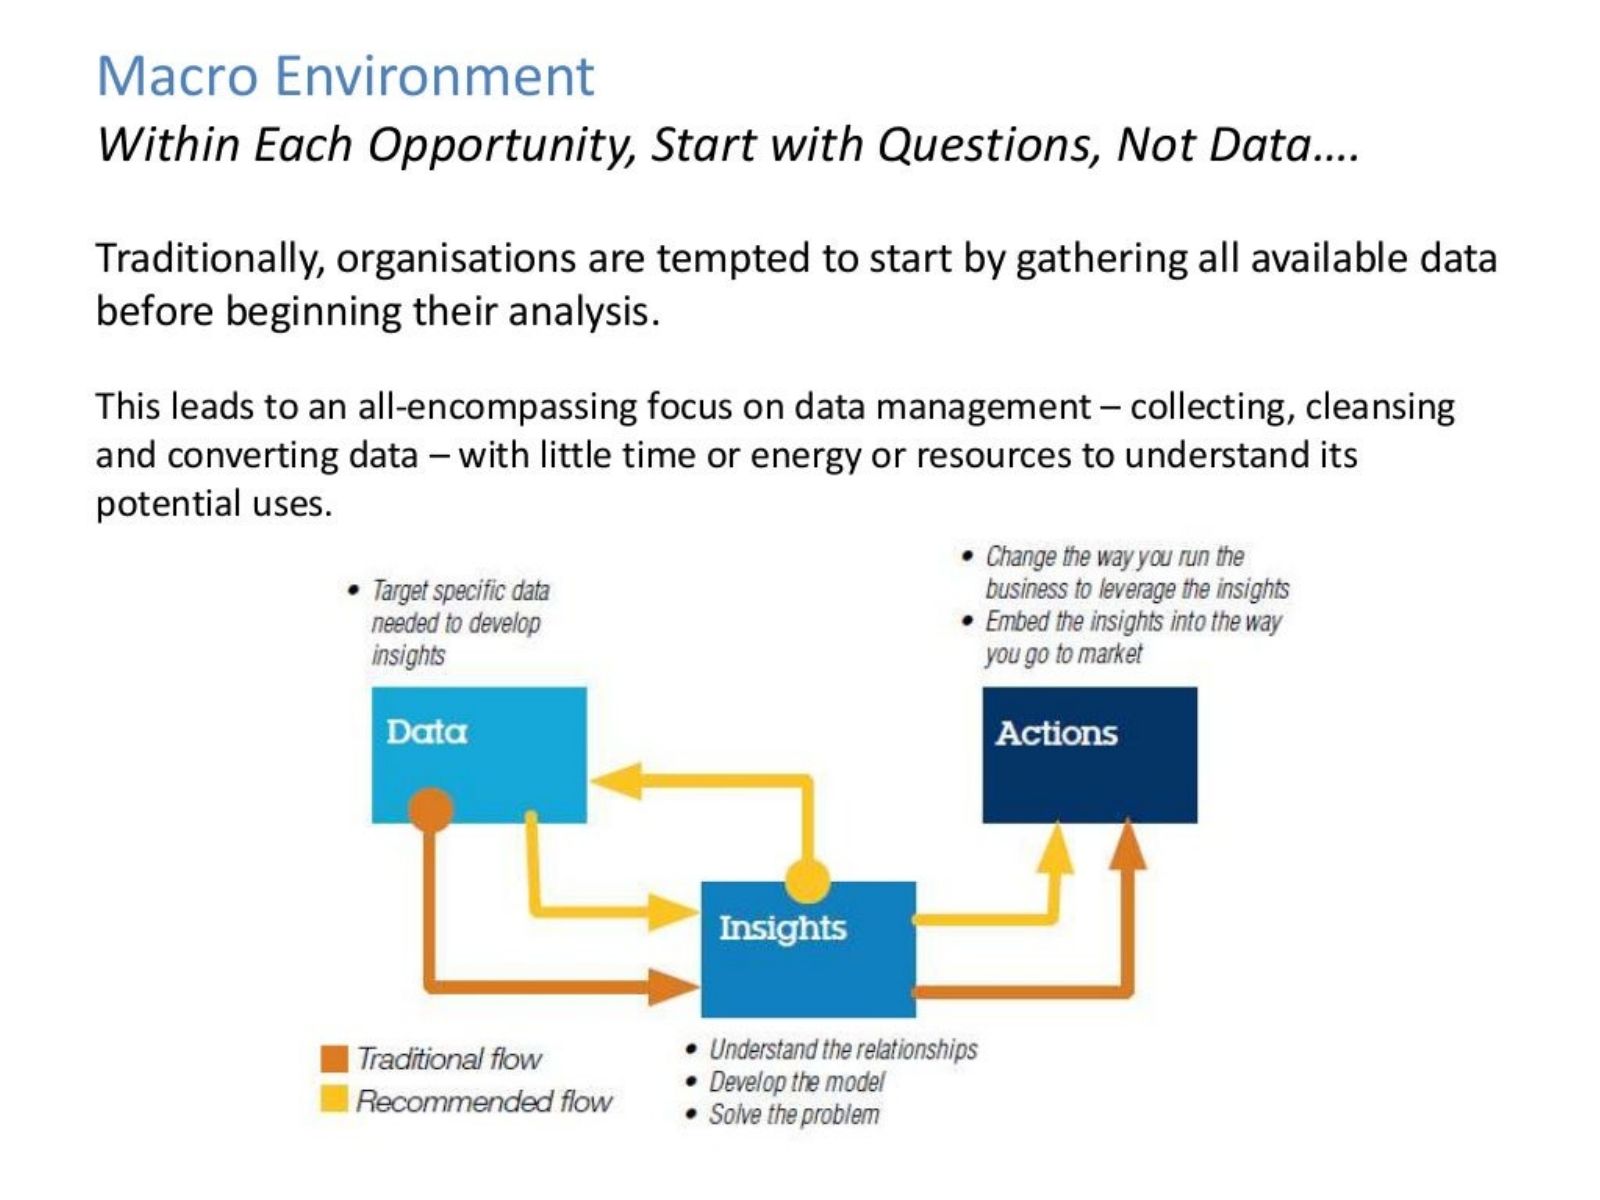 Macro Environment
Within Each Opportunity, Start with Questions, Not Data....
Traditionally, organisations are tempted to start by gathering all available data
before beginning their analysis.
This leads to an all-encompassing focus on data management – collecting, cleansing
and converting data – with little time or energy or resources to understand its
potential uses.
• Target specific data
needed to develop
insights
• Change the way you run the
business to leverage the insights
• Embed the insights into the way
you go to market
Data
Actions
Insights
Traditional flow
Recommended flow
• Understand the relationships
• Develop the model
• Solve the problem